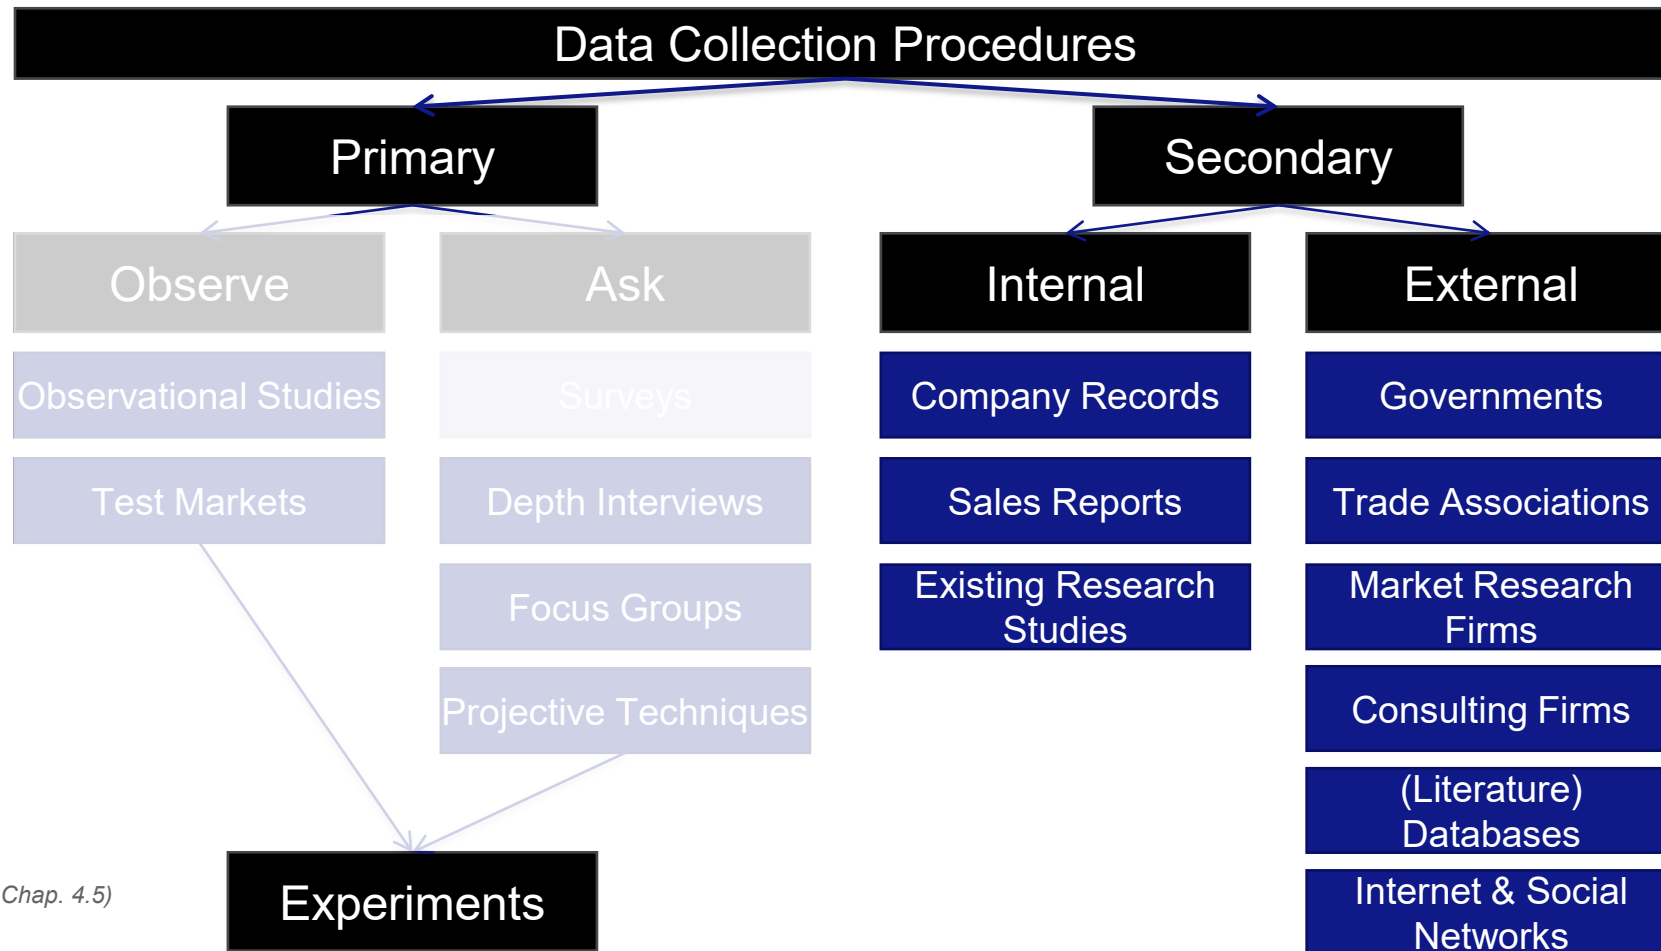 Data Collection Procedures
Primary
Secondary
Observe
Ask
Internal
External
Observational Studies
Surveys
Company Records
Governments
Test Markets
Depth Interviews
Sales Reports
Trade Associations
Focus Groups
Existing Research
Studies
Market Research
Firms
Projective Techniques
Consulting Firms
(Literature)
Databases
Chap. 4.5)
Experiments
Internet & Social
Networks